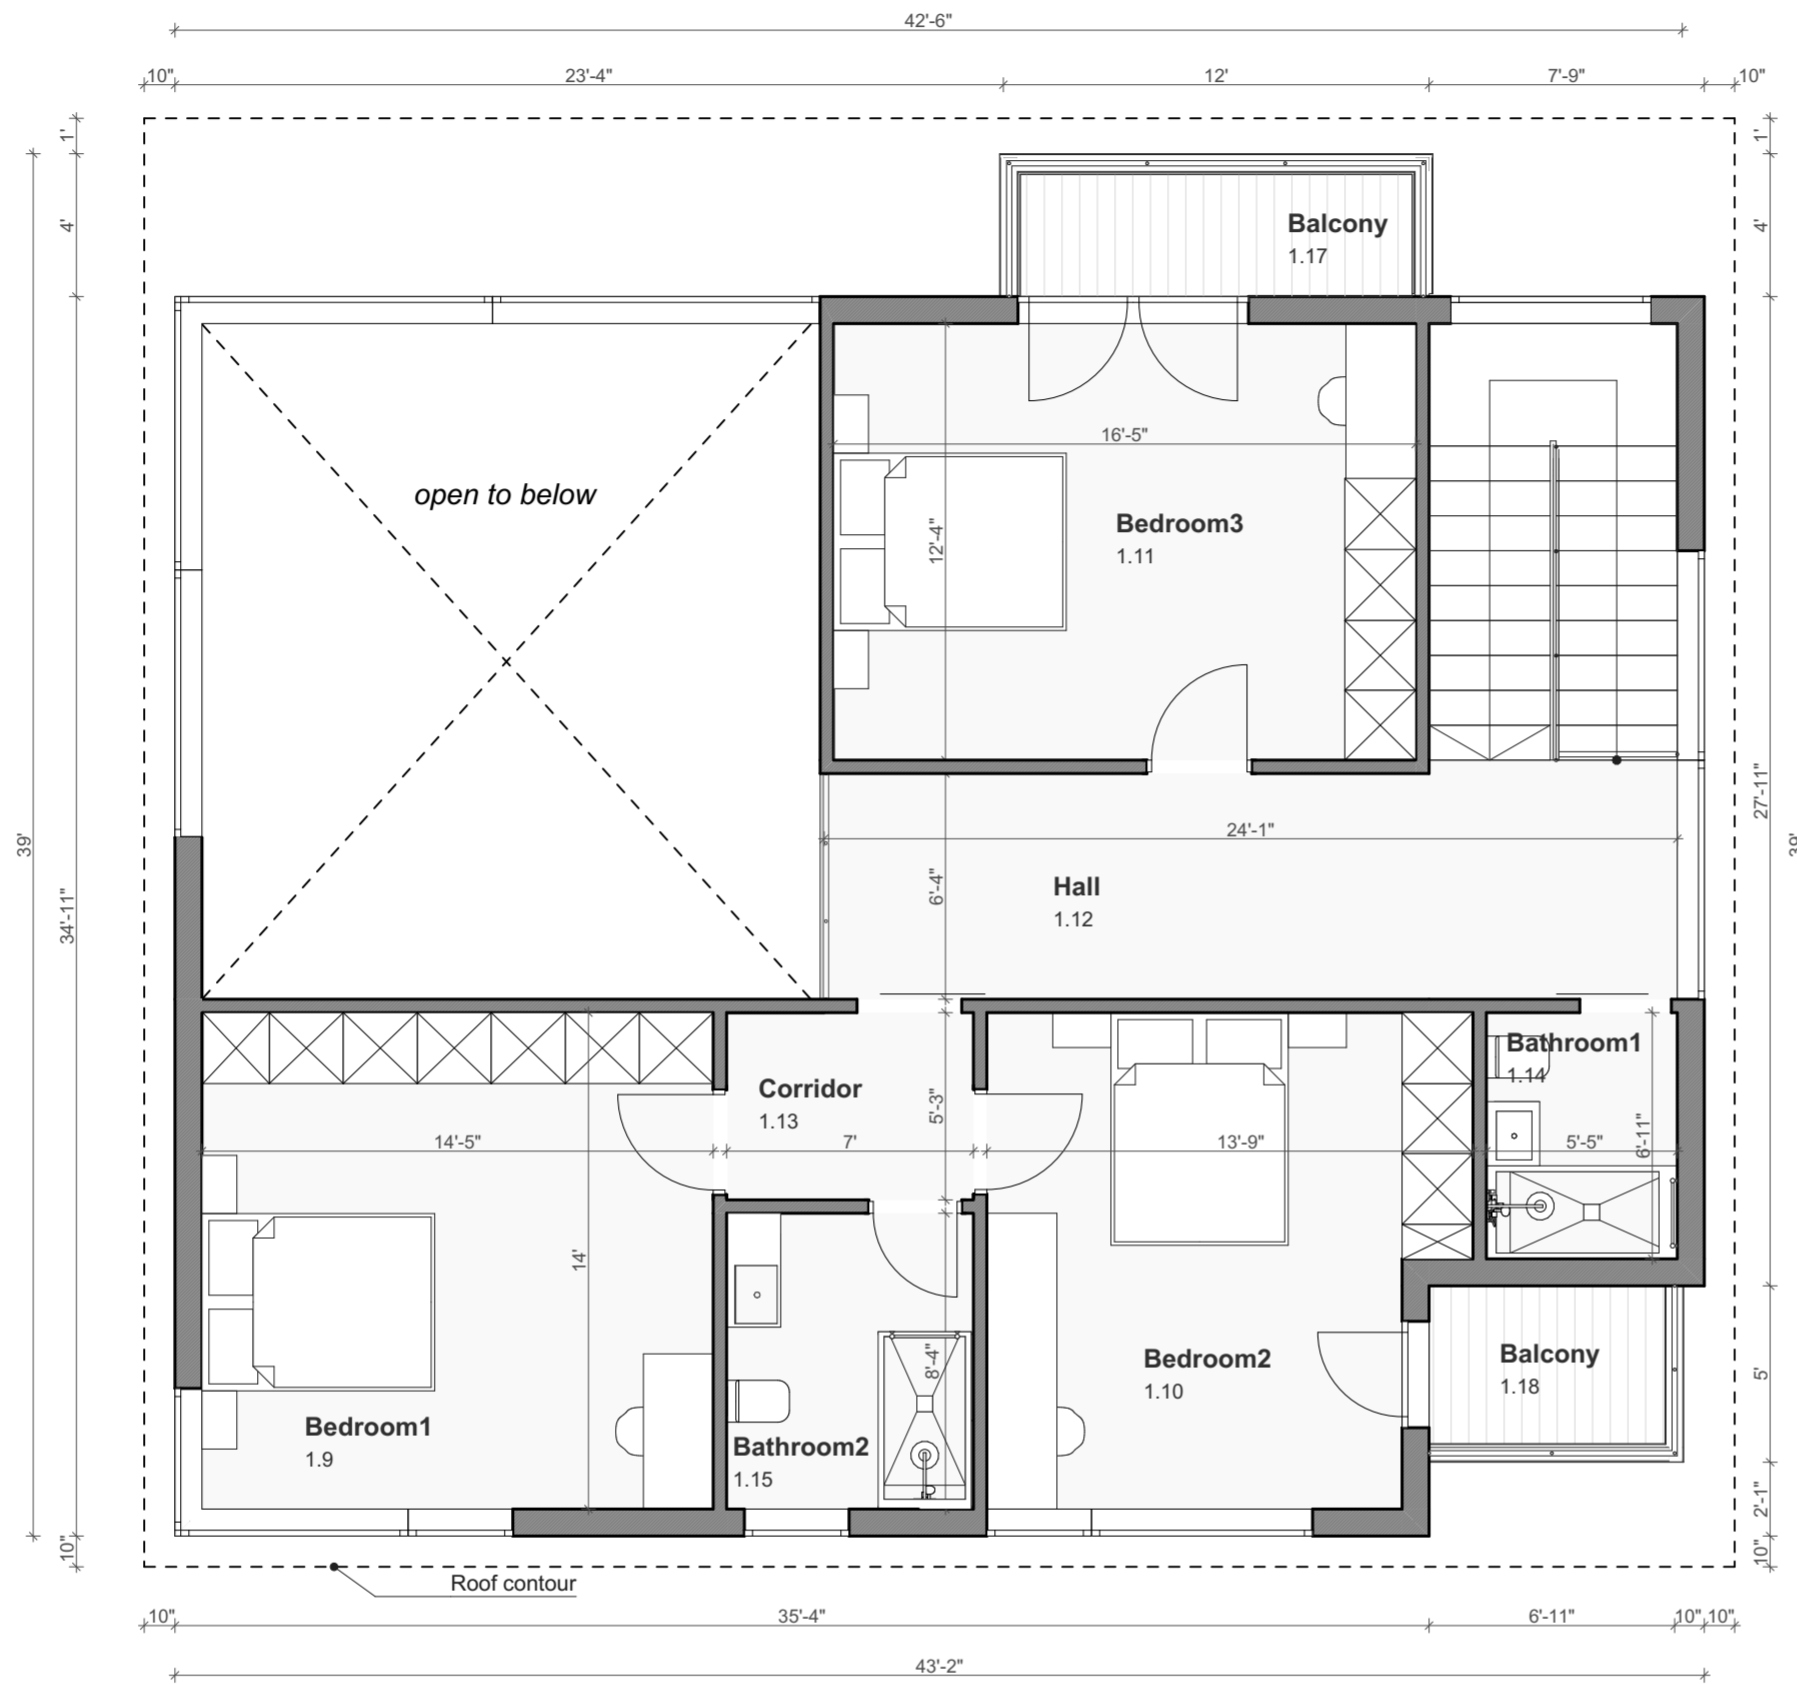 42'-6"
10" 23'-4" 12' 7'-9" 10"
1' 1'
4' 4'
Balcony
1.17
16'-5"
open to below
Bedroom3
1.11
12'-4"
27'-11"
24'-1"
39' 39'
34'-11"
Hall
1.12
6'-4"
Bathroom1
1.14
Corridor
1.13
5'-3"
14'-5" 7' 13'-9" 5'-5"
6'-11"
14'
Balcony
1.18
5'
Bedroom2
1.10
8'-4"
Bedroom1
1.9
Bathroom2
1.15
2'-1"
10" 10"
Roof contour
10" 35'-4" 6'-11" 10" 10"
43'-2"